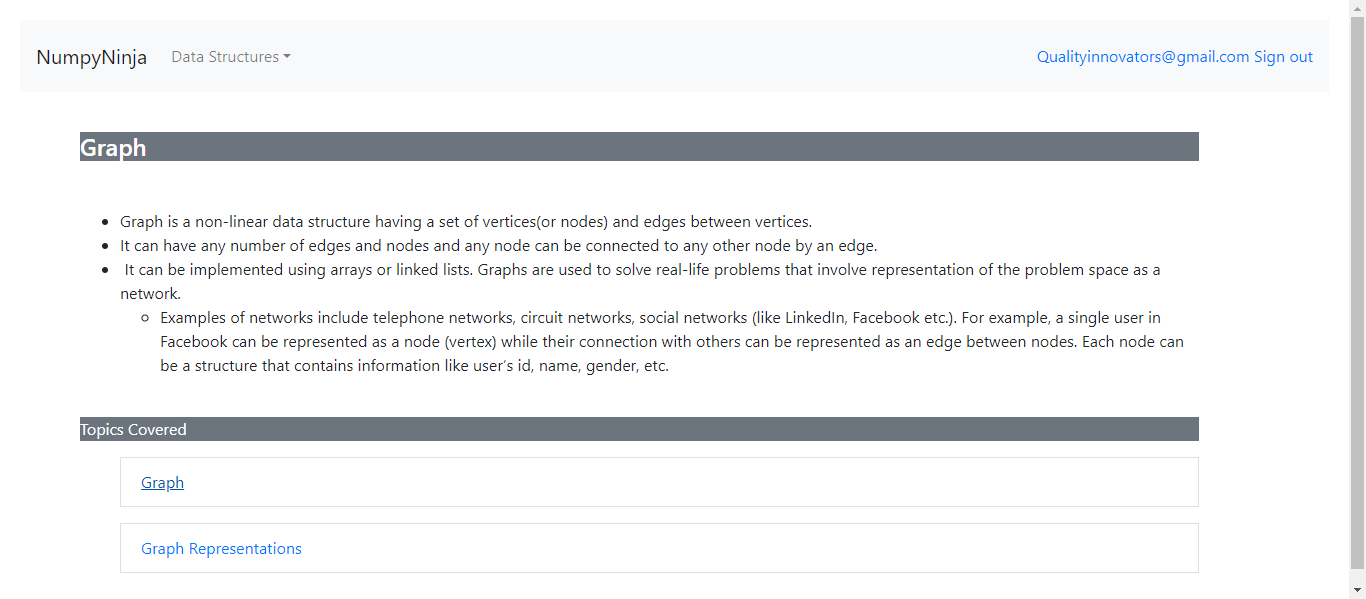 NumpyNinja Data Structures Qualityinnovators@gmail.com Sign out
Graph
Graph is a non-linear data structure having a set of vertices(or nodes) and edges between vertices.
It can have any number of edges and nodes and any node can be connected to any other node by an edge.
It can be implemented using arrays or linked lists. Graphs are used to solve real-life problems that involve representation of the problem space as a
network.
Examples of networks include telephone networks, circuit networks, social networks (like LinkedIn, Facebook etc.). For example, a single user in
Facebook can be represented as a node (vertex) while their connection with others can be represented as an edge between nodes. Each node can
be a structure that contains information like user’s id, name, gender, etc.
Topics Covered
Graph
Graph Representations